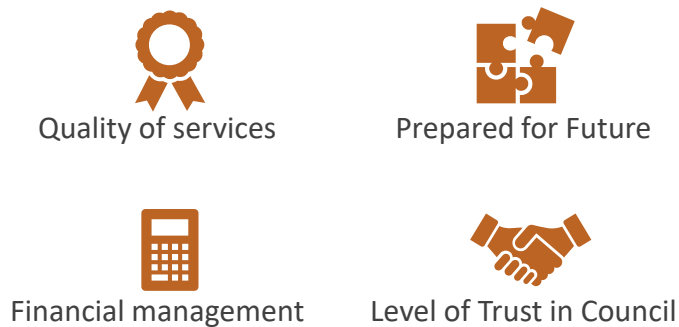 Quality of services
Prepared for Future
Financial management
Level of Trust in Council